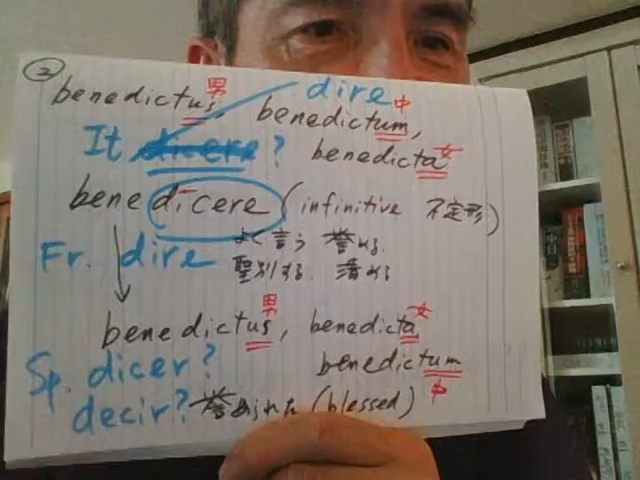 ②
benedictus, 男 dire
It dicere? benedictum, 中
benedicta 女
benedicere (infinitive 不定形)
Fr. dire よく言う 誉める
聖別する 清める
benedictus, 男 benedicta 女
Sp. dicer? benedictum 中
decir? 誉められた (blessed)